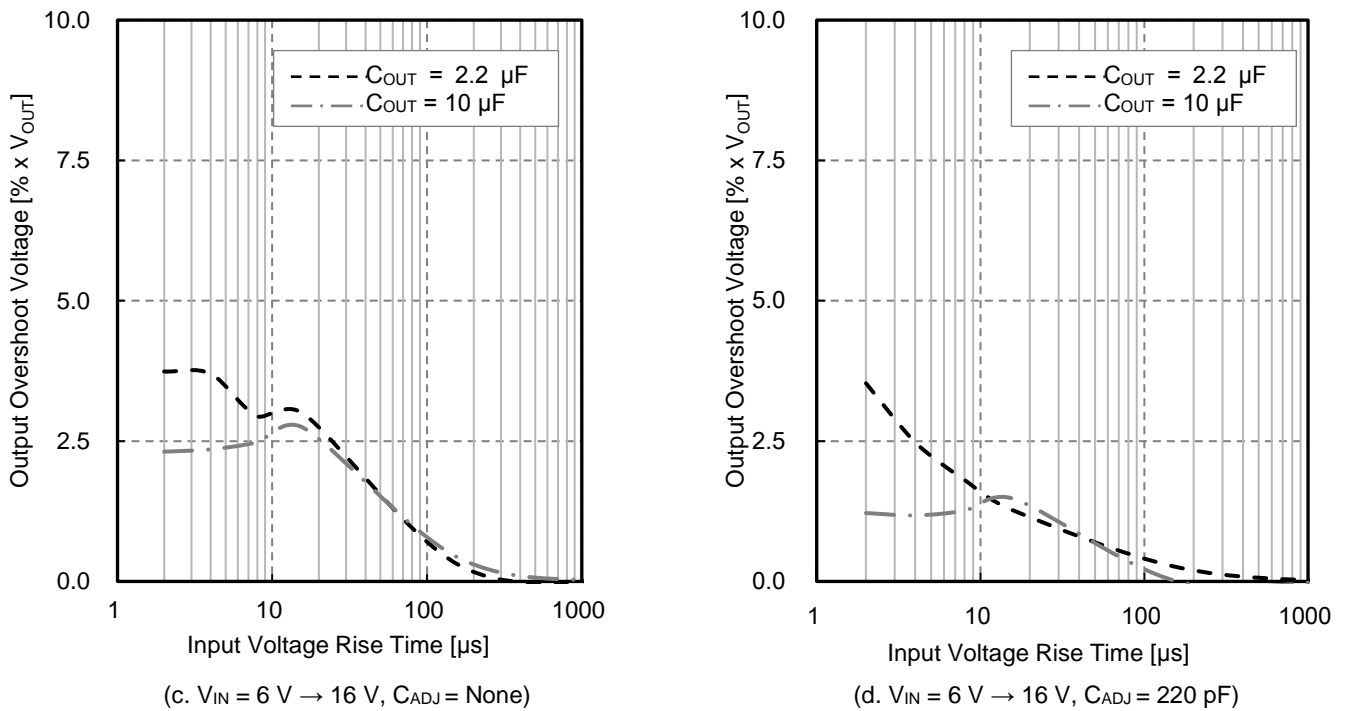 10.0
7.5
5.0
2.5
0.0
Output Overshoot Voltage [% x VOUT]
COUT = 2.2 µF
COUT = 10 µF
1 10 100 1000
Input Voltage Rise Time [µs]
(c. VIN = 6 V → 16 V, CADJ = None)
10.0
7.5
5.0
2.5
0.0
Output Overshoot Voltage [% x VOUT]
COUT = 2.2 µF
COUT = 10 µF
1 10 100 1000
Input Voltage Rise Time [µs]
(d. VIN = 6 V → 16 V, CADJ = 220 pF)